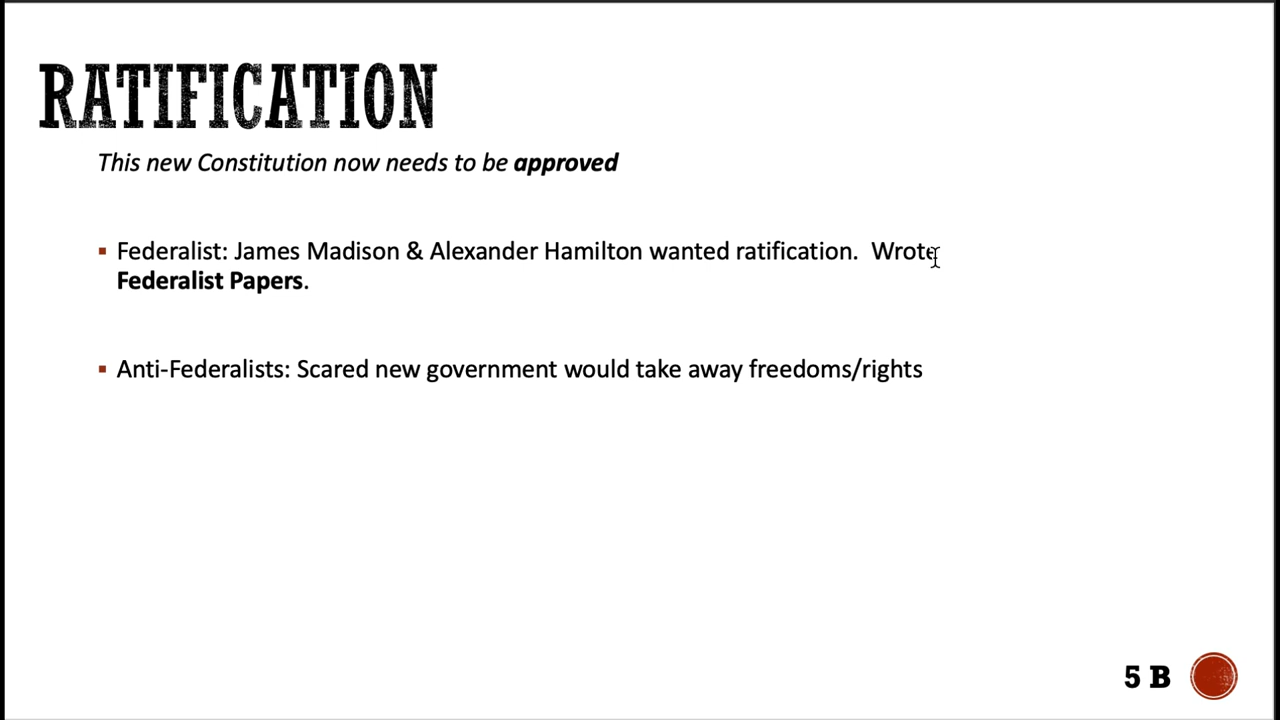 RATIFICATION
This new Constitution now needs to be approved
▪ Federalist: James Madison & Alexander Hamilton wanted ratification.  Wrote
Federalist Papers.
▪ Anti-Federalists: Scared new government would take away freedoms/rights
5 B